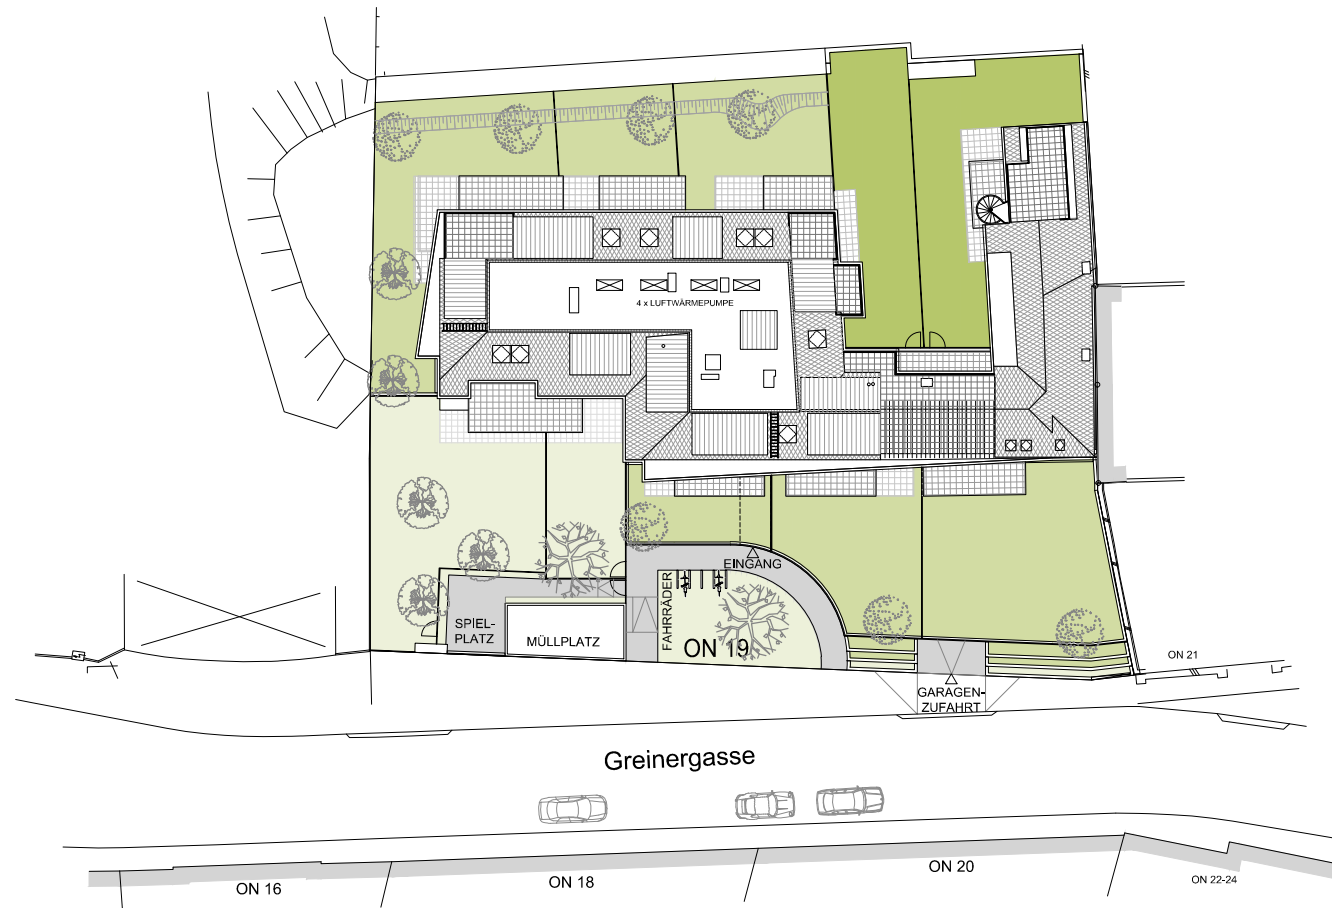 4 x LUFTWÄRMEPUMPE
EINGANG
FAHRRÄDER
SPIEL-
PLATZ
MÜLLPLATZ
ON 19
ON 21
GARAGEN-
ZUFAHRT
Greinergasse
ON 16
ON 18
ON 20
ON 22-24